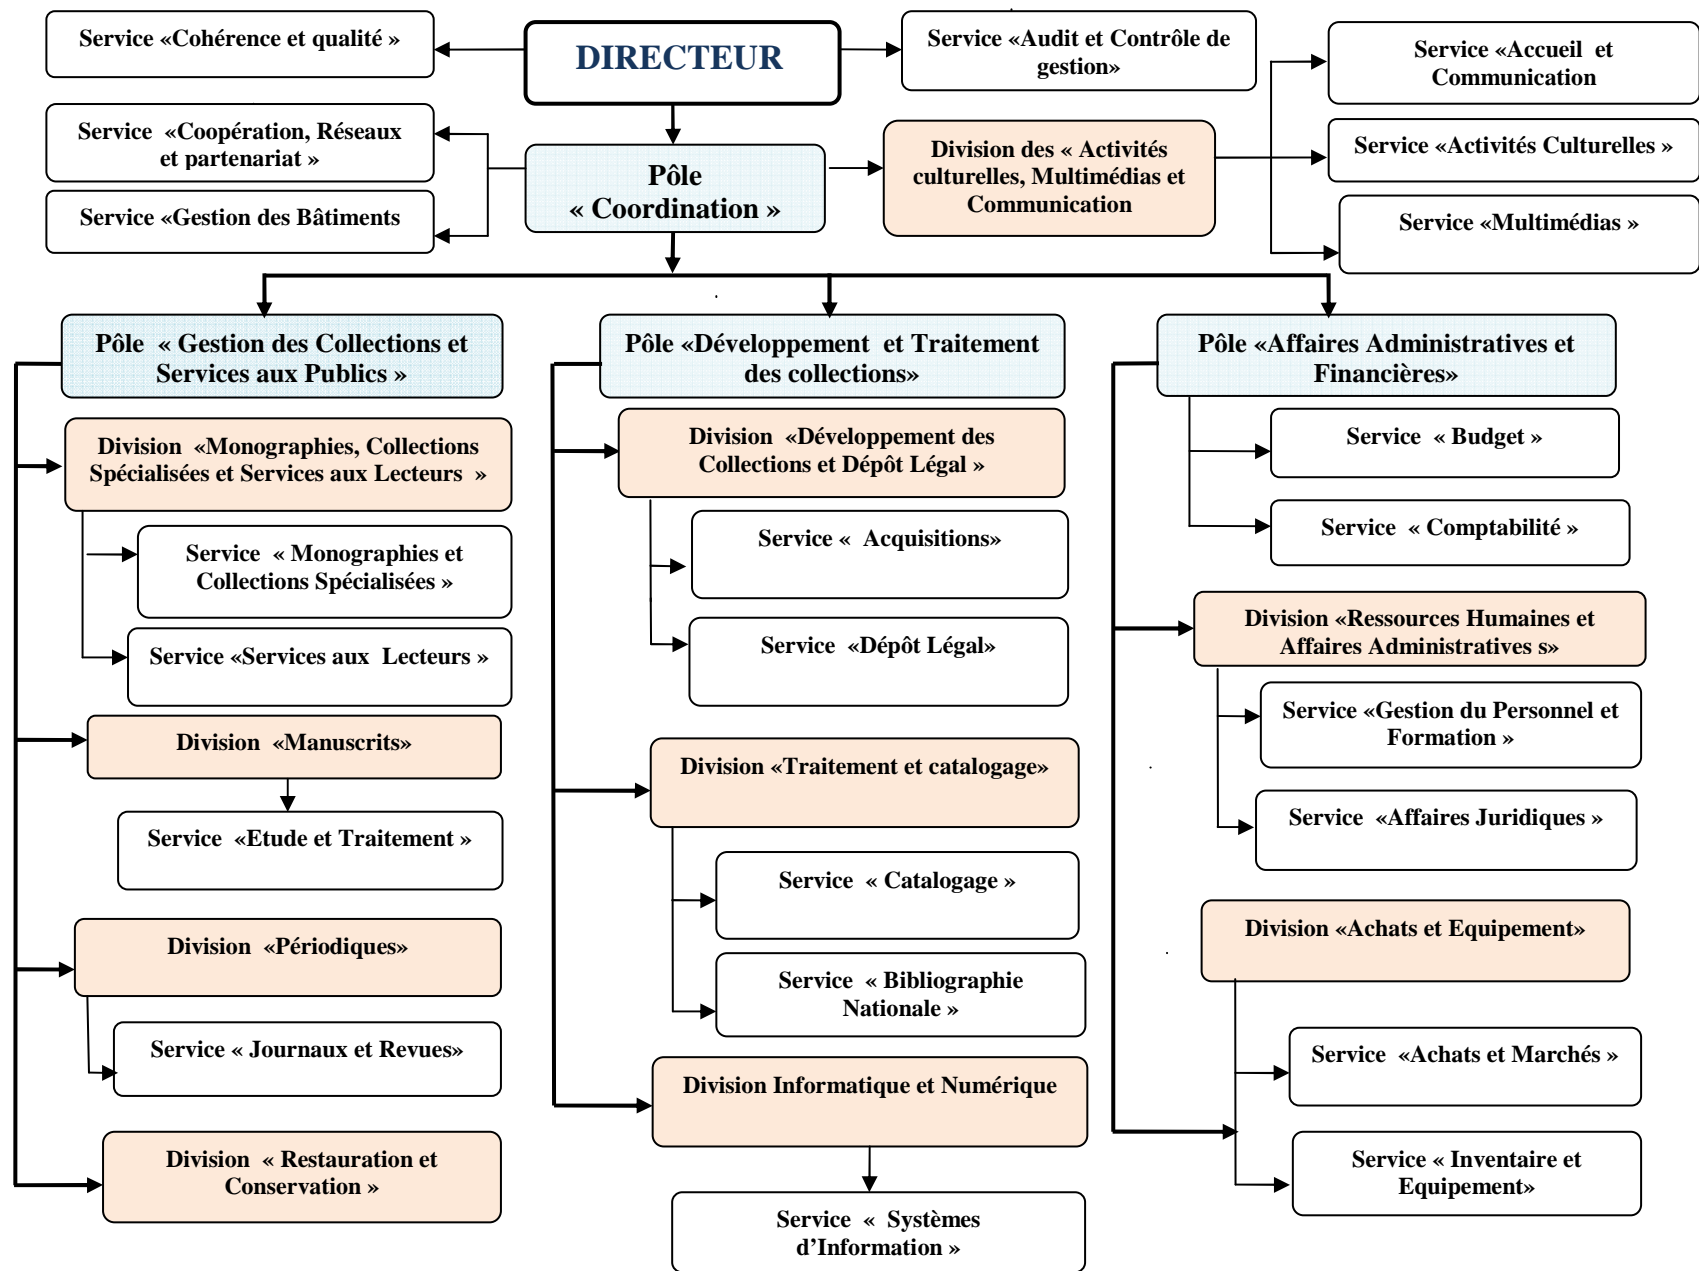 Service «Cohérence et qualité »
DIRECTEUR
Service «Audit et Contrôle de
gestion»
Service «Accueil et
Communication
Service «Coopération, Réseaux
et partenariat »
Pôle
« Coordination »
Division des « Activités
culturelles, Multimédias et
Communication
Service «Activités Culturelles »
Service «Gestion des Bâtiments
Service «Multimédias »
Pôle « Gestion des Collections et
Services aux Publics »
Division «Monographies, Collections
Spécialisées et Services aux Lecteurs »
Service « Monographies et
Collections Spécialisées »
Service «Services aux Lecteurs »
Division «Manuscrits»
Service «Etude et Traitement »
Division «Périodiques»
Service « Journaux et Revues»
Division « Restauration et
Conservation »
Pôle «Développement et Traitement
des collections»
Division «Développement des
Collections et Dépôt Légal »
Service « Acquisitions»
Service «Dépôt Légal»
Division «Traitement et catalogage»
Service « Catalogage »
Service « Bibliographie
Nationale »
Division Informatique et Numérique
Service « Systèmes
d’Information »
Pôle «Affaires Administratives et
Financières»
Service « Budget »
Service « Comptabilité »
Division «Ressources Humaines et
Affaires Administratives s»
Service «Gestion du Personnel et
Formation »
Service «Affaires Juridiques »
Division «Achats et Equipement»
Service «Achats et Marchés »
Service « Inventaire et
Equipement»